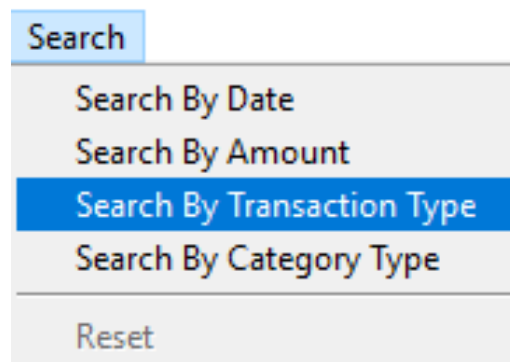 Search
Search By Date
Search By Amount
Search By Transaction Type
Search By Category Type
Reset